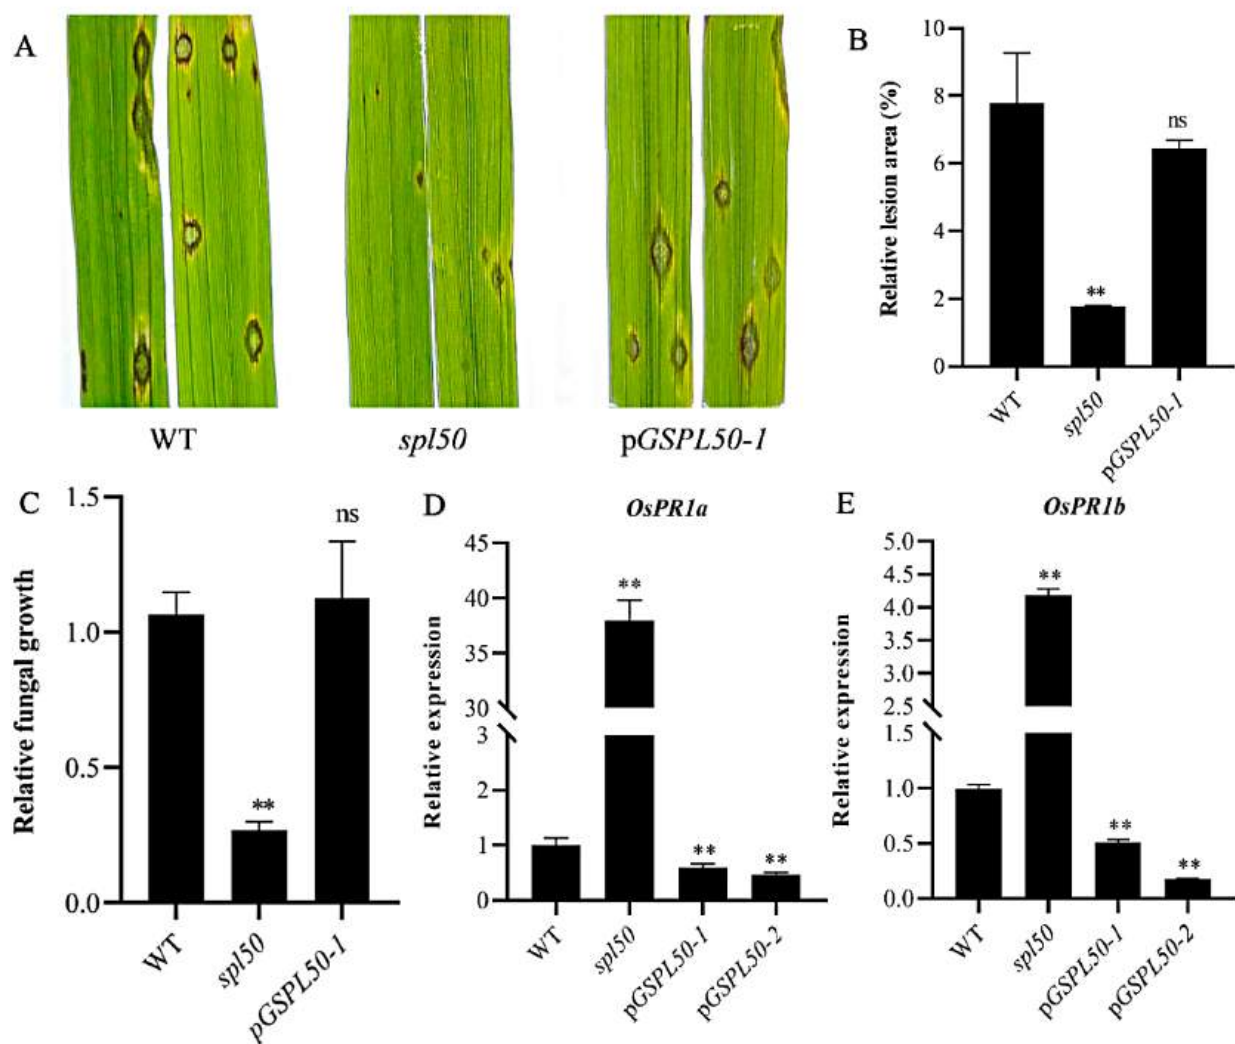 A
WT
spl50
pGSPL50-1
B
Relative lesion area (%)
10
8
6
4
2
0
**
ns
WT
spl50
pGSPL50-1
C
Relative fungal growth
1.5
1.0
0.5
0.0
**
ns
WT
spl50
pGSPL50-1
D
OsPR1a
Relative expression
45
40
35
30
3
2
1
0
**
**
**
WT
spl50
pGSPL50-1
pGSPL50-2
E
OsPR1b
Relative expression
5.0
4.5
4.0
3.5
3.0
2.5
1.5
1.0
0.5
0.0
**
**
**
WT
spl50
pGSPL50-1
pGSPL50-2